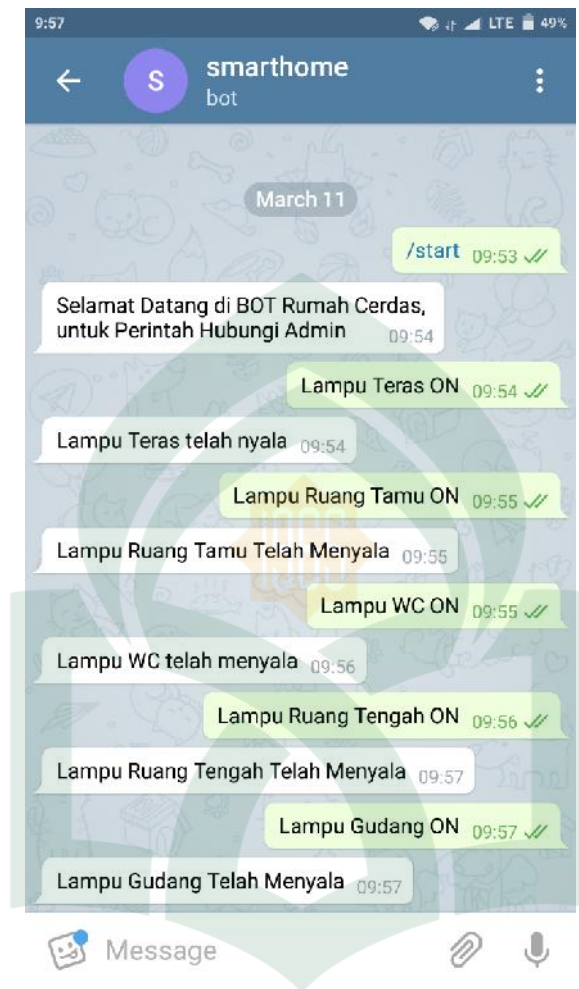 9:57
LTE 49%
S
smarthome
bot
March 11
/start 09:53
Selamat Datang di BOT Rumah Cerdas,
untuk Perintah Hubungi Admin 09:54
Lampu Teras ON 09:54
Lampu Teras telah nyala 09:54
Lampu Ruang Tamu ON 09:55
Lampu Ruang Tamu Telah Menyala 09:55
Lampu WC ON 09:55
Lampu WC telah menyala 09:56
Lampu Ruang Tengah ON 09:56
Lampu Ruang Tengah Telah Menyala 09:57
Lampu Gudang ON 09:57
Lampu Gudang Telah Menyala 09:57
Message